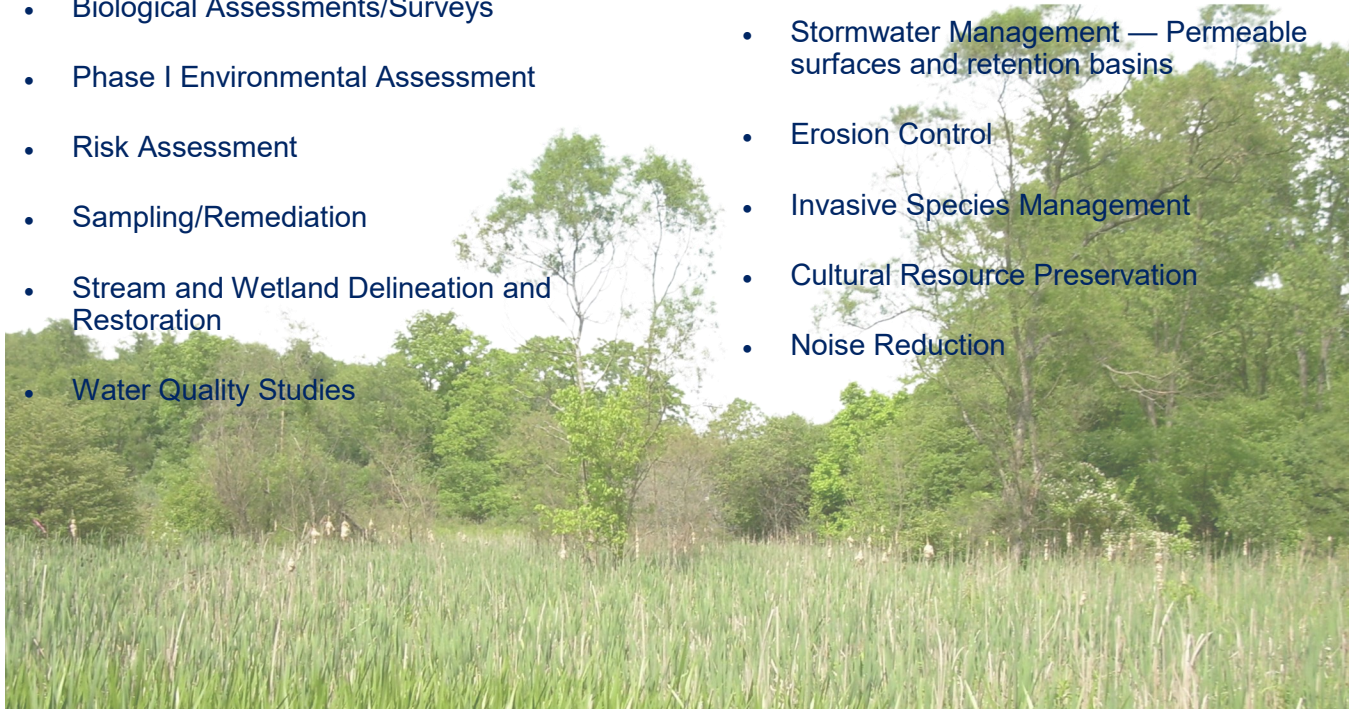 • Biological Assessments/Surveys
• Phase I Environmental Assessment
• Risk Assessment
• Sampling/Remediation
• Stream and Wetland Delineation and
Restoration
• Water Quality Studies
• Stormwater Management — Permeable
surfaces and retention basins
• Erosion Control
• Invasive Species Management
• Cultural Resource Preservation
• Noise Reduction